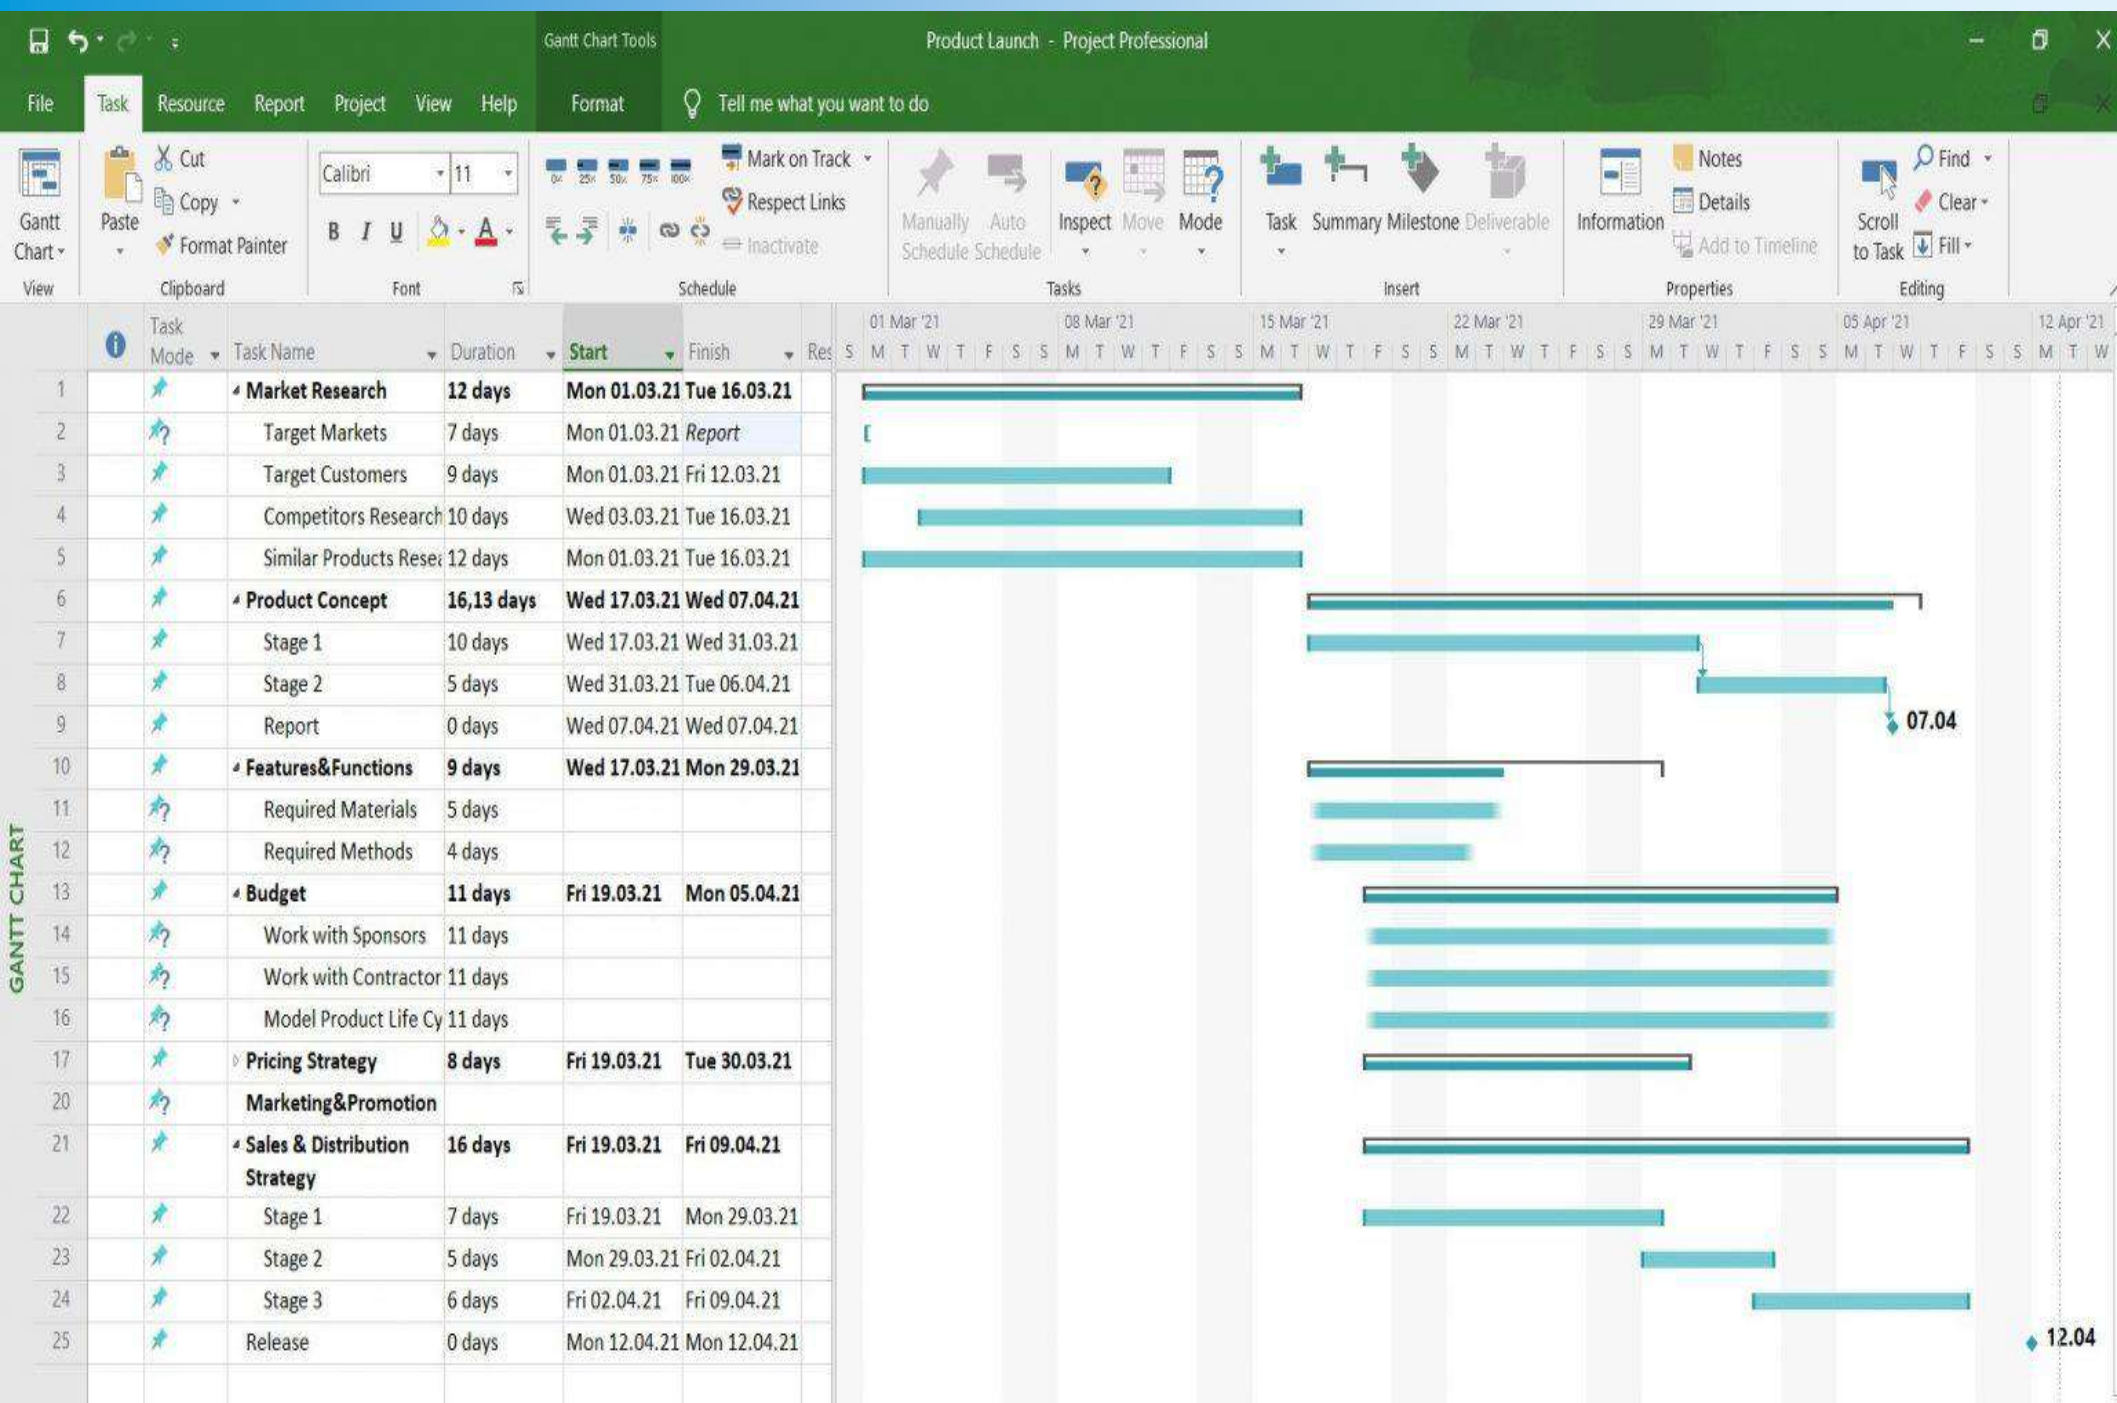 Gantt Chart Tools
Product Launch - Project Professional
File Task Resource Report Project View Help Format Tell me what you want to do
Gantt Chart
View
Paste
Cut
Copy
Format Painter
Clipboard
Calibri 11
B I U A
Font
0% 25% 50% 75% 100%
Mark on Track
Respect Links
Inactivate
Schedule
Manually Schedule
Auto Schedule
Inspect
Move
Mode
Tasks
Task
Summary
Milestone
Deliverable
Insert
Information
Notes
Details
Add to Timeline
Properties
Scroll to Task
Find
Clear
Fill
Editing
Task Mode Task Name Duration Start Finish Res
01 Mar '21 08 Mar '21 15 Mar '21 22 Mar '21 29 Mar '21 05 Apr '21 12 Apr '21
S M T W T F S S M T W T F S S M T W T F S S M T W T F S S M T W T F S S M T W T F S S M T W
1 Market Research 12 days Mon 01.03.21 Tue 16.03.21
2 Target Markets 7 days Mon 01.03.21 Report
3 Target Customers 9 days Mon 01.03.21 Fri 12.03.21
4 Competitors Research 10 days Wed 03.03.21 Tue 16.03.21
5 Similar Products Resea 12 days Mon 01.03.21 Tue 16.03.21
6 Product Concept 16,13 days Wed 17.03.21 Wed 07.04.21
7 Stage 1 10 days Wed 17.03.21 Wed 31.03.21
8 Stage 2 5 days Wed 31.03.21 Tue 06.04.21
9 Report 0 days Wed 07.04.21 Wed 07.04.21 07.04
10 Features&Functions 9 days Wed 17.03.21 Mon 29.03.21
11 Required Materials 5 days
12 Required Methods 4 days
13 Budget 11 days Fri 19.03.21 Mon 05.04.21
14 Work with Sponsors 11 days
15 Work with Contractor 11 days
16 Model Product Life Cy 11 days
17 Pricing Strategy 8 days Fri 19.03.21 Tue 30.03.21
20 Marketing&Promotion
21 Sales & Distribution 16 days Fri 19.03.21 Fri 09.04.21
Strategy
22 Stage 1 7 days Fri 19.03.21 Mon 29.03.21
23 Stage 2 5 days Mon 29.03.21 Fri 02.04.21
24 Stage 3 6 days Fri 02.04.21 Fri 09.04.21
25 Release 0 days Mon 12.04.21 Mon 12.04.21 12.04
GANTT CHART